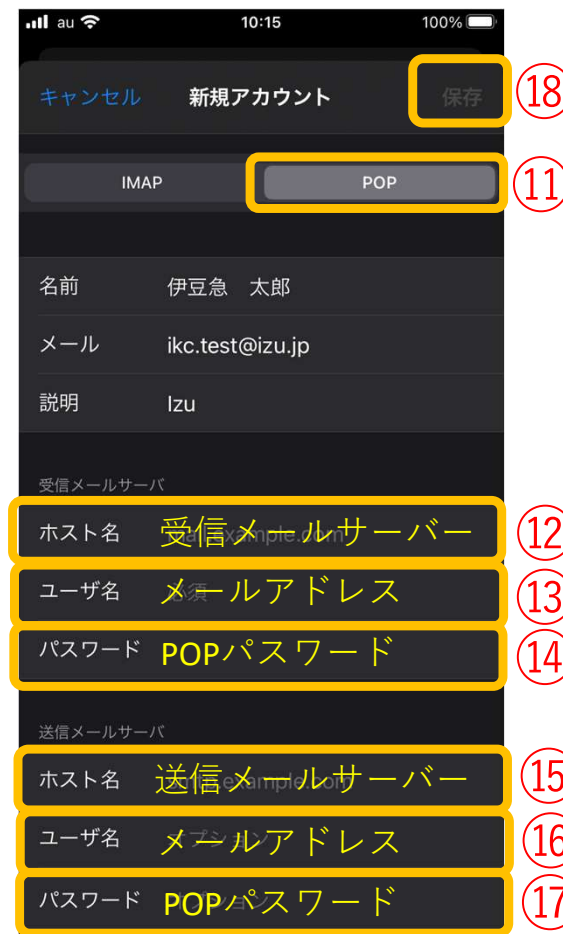 au 10:15 100%
キャンセル 新規アカウント 保存 ⑱
IMAP POP ⑪
名前 伊豆急 太郎
メール ikc.test@izu.jp
説明 Izu
受信メールサーバ
ホスト名 受信メールサーバー ⑫
ユーザ名 メールアドレス ⑬
パスワード POPパスワード ⑭
送信メールサーバ
ホスト名 送信メールサーバー ⑮
ユーザ名 メールアドレス ⑯
パスワード POPパスワード ⑰